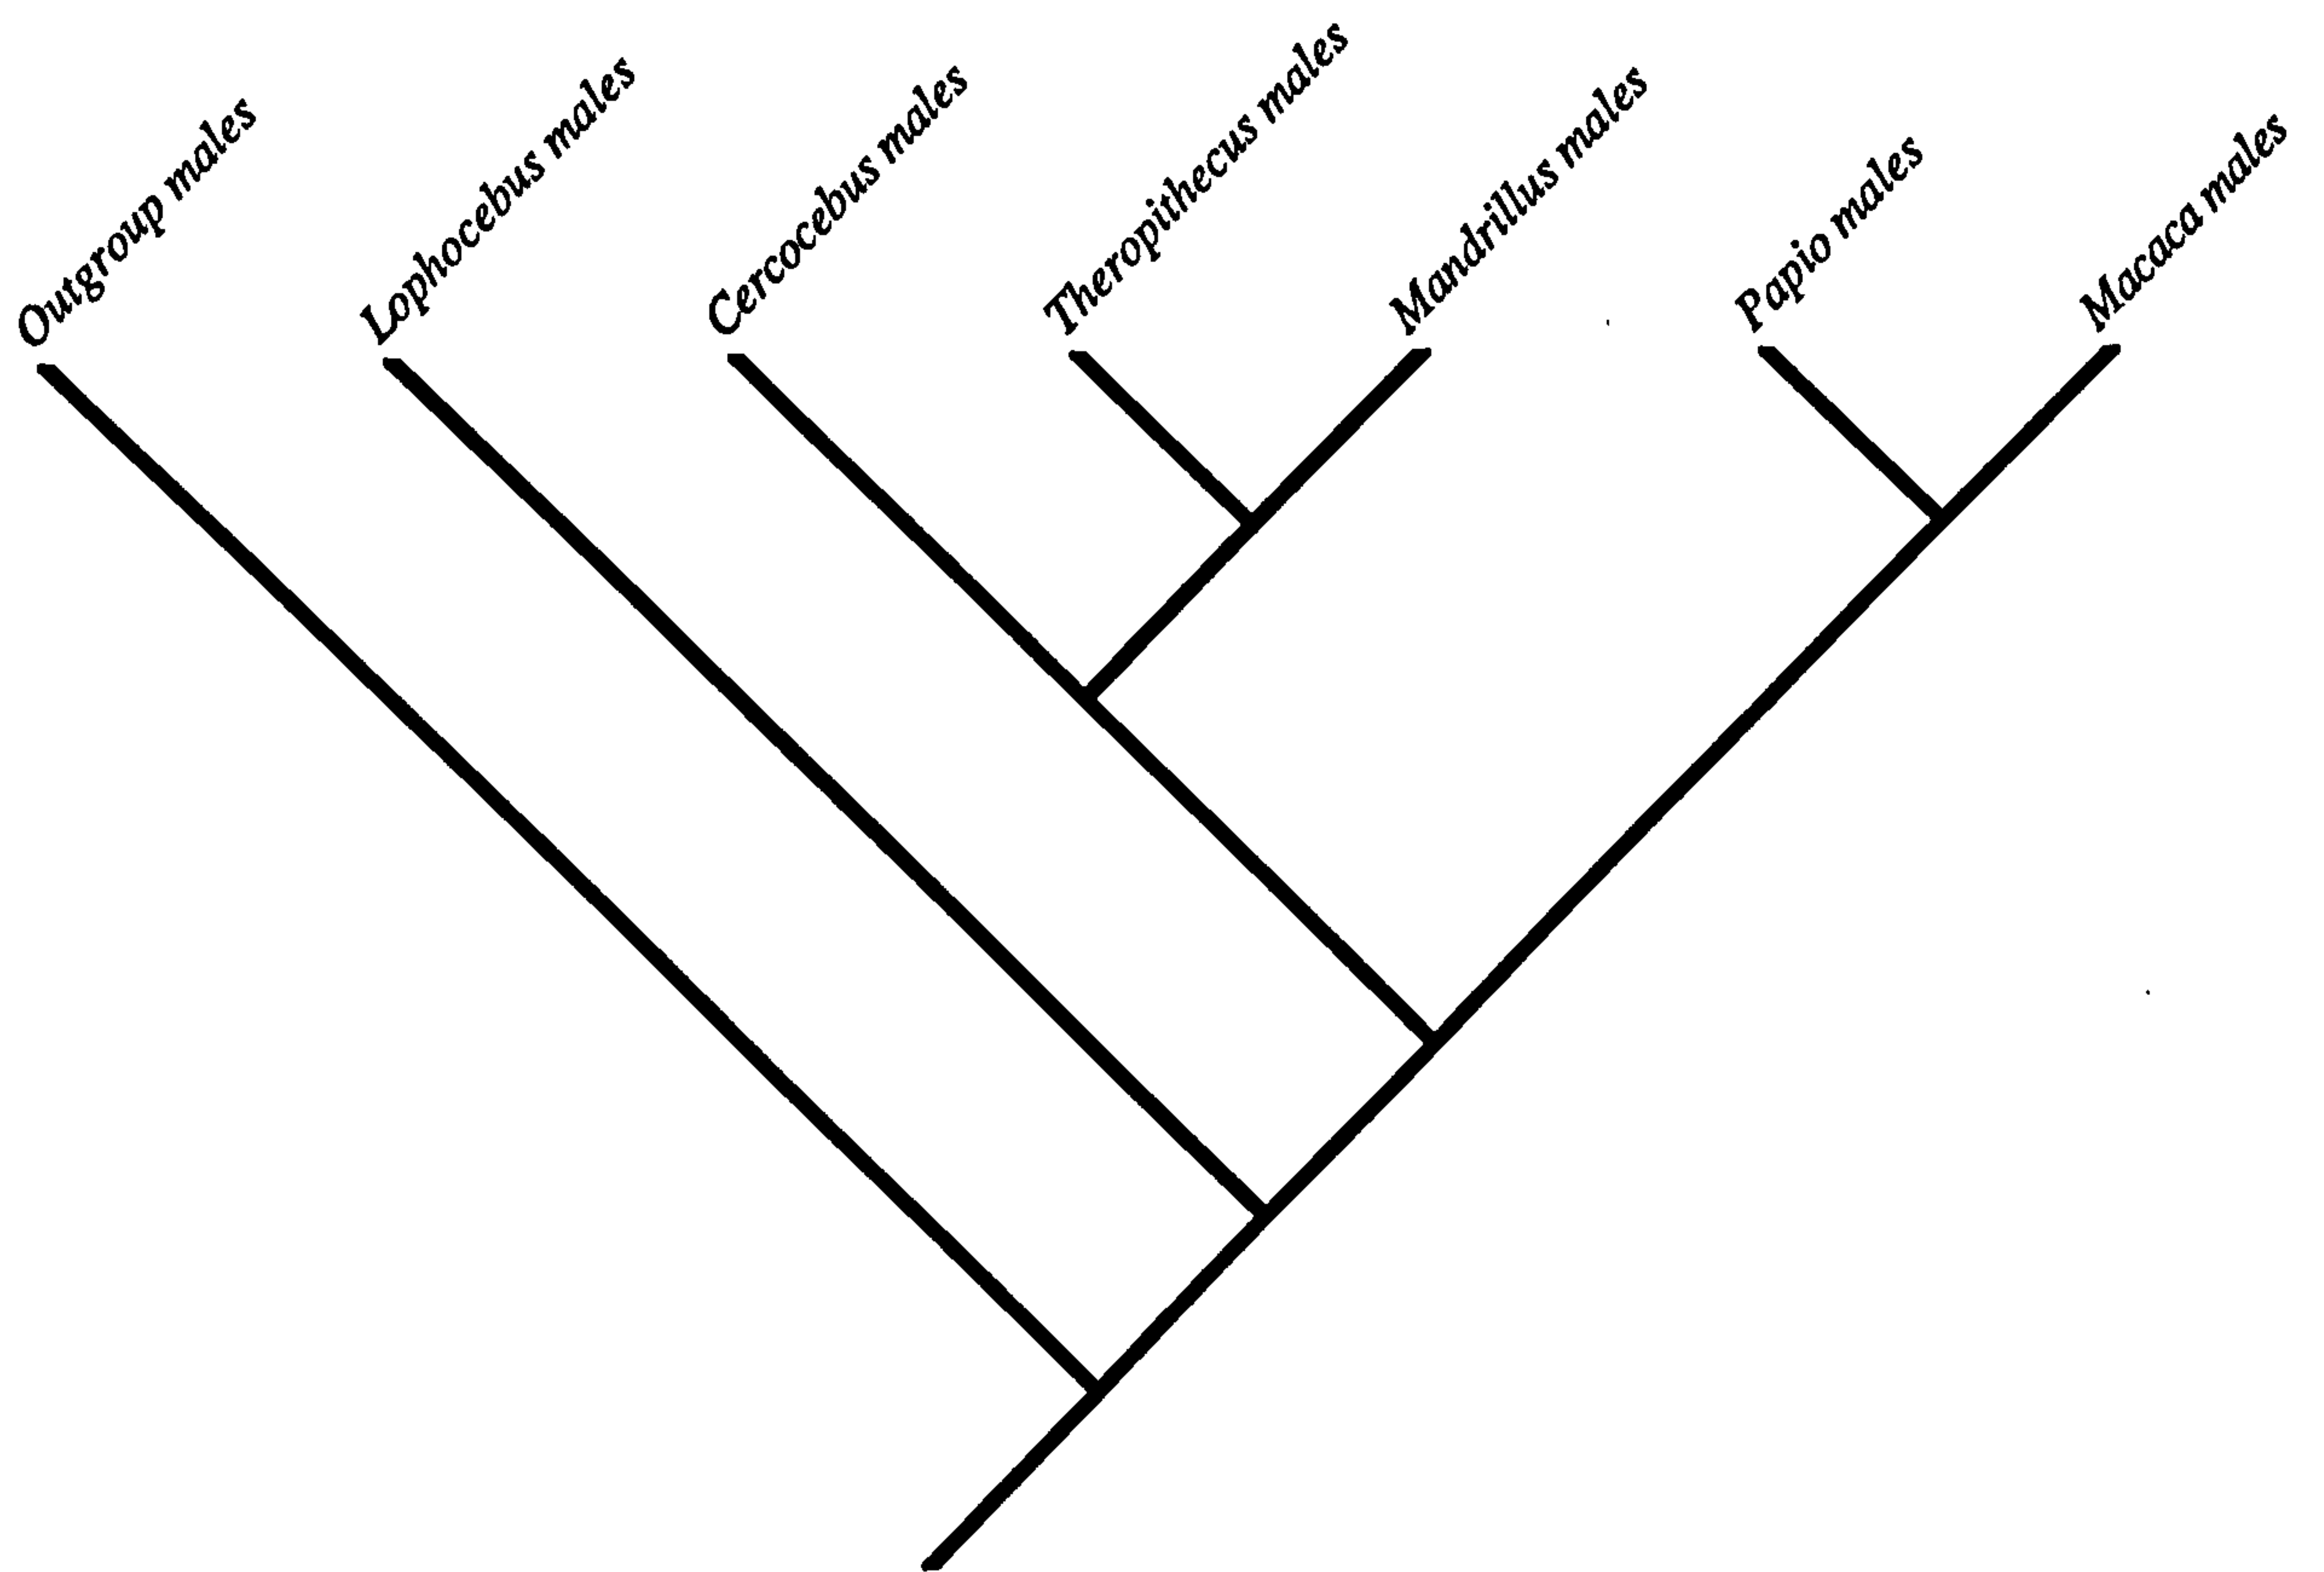 Outgroup males
Lophocebus males
Cercocebus males
Theropithecus males
Mandrillus males
Papio males
Macaca males